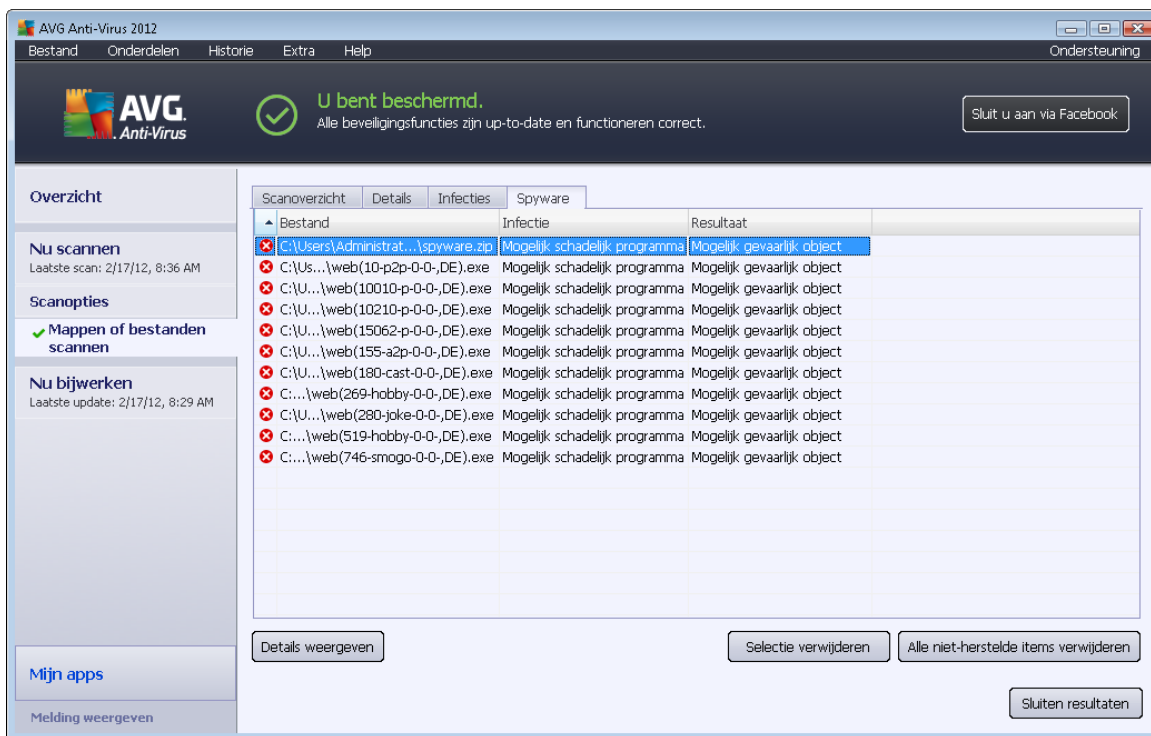 AVG Anti-Virus 2012
Bestand Onderdelen Historie Extra Help Ondersteuning
AVG.
Anti-Virus
U bent beschermd.
Alle beveiligingsfuncties zijn up-to-date en functioneren correct.
Sluit u aan via Facebook
Overzicht
Nu scannen
Laatste scan: 2/17/12, 8:36 AM
Scanopties
Mappen of bestanden
scannen
Nu bijwerken
Laatste update: 2/17/12, 8:29 AM
Mijn apps
Melding weergeven
Scanoverzicht Details Infecties Spyware
Bestand Infectie Resultaat
C:\Users\Administrat...\spyware.zip Mogelijk schadelijk programma Mogelijk gevaarlijk object
C:\Us...\web(10-p2p-0-0-,DE).exe Mogelijk schadelijk programma Mogelijk gevaarlijk object
C:\U...\web(10010-p-0-0-,DE).exe Mogelijk schadelijk programma Mogelijk gevaarlijk object
C:\U...\web(10210-p-0-0-,DE).exe Mogelijk schadelijk programma Mogelijk gevaarlijk object
C:\U...\web(15062-p-0-0-,DE).exe Mogelijk schadelijk programma Mogelijk gevaarlijk object
C:\U...\web(155-a2p-0-0-,DE).exe Mogelijk schadelijk programma Mogelijk gevaarlijk object
C:\U...\web(180-cast-0-0-,DE).exe Mogelijk schadelijk programma Mogelijk gevaarlijk object
C:...\web(269-hobby-0-0-,DE).exe Mogelijk schadelijk programma Mogelijk gevaarlijk object
C:\U...\web(280-joke-0-0-,DE).exe Mogelijk schadelijk programma Mogelijk gevaarlijk object
C:...\web(519-hobby-0-0-,DE).exe Mogelijk schadelijk programma Mogelijk gevaarlijk object
C:...\web(746-smogo-0-0-,DE).exe Mogelijk schadelijk programma Mogelijk gevaarlijk object
Details weergeven Selectie verwijderen Alle niet-herstelde items verwijderen
Sluiten resultaten